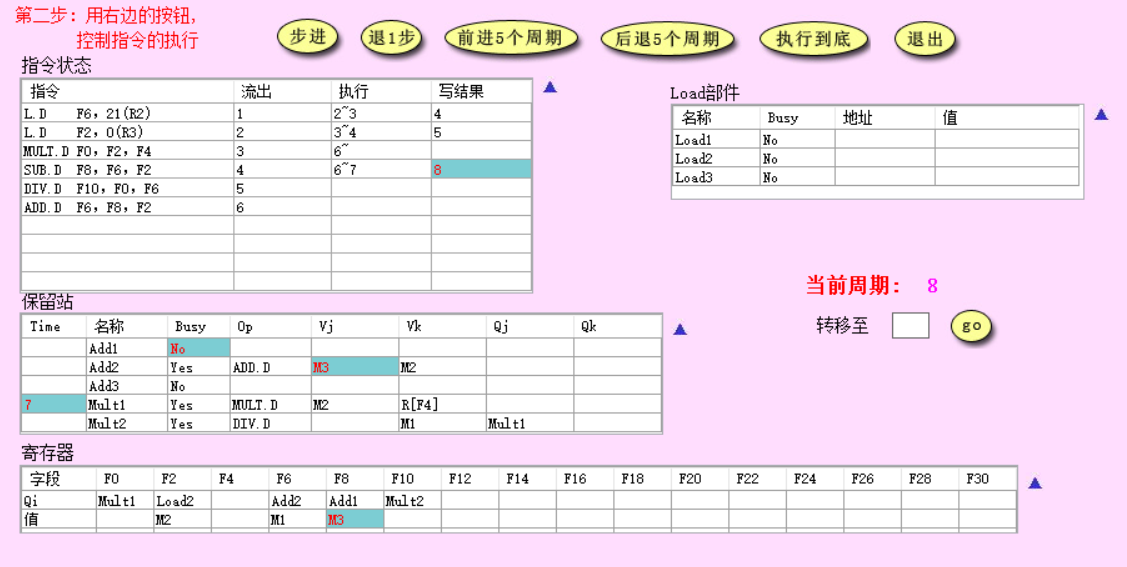 第二步：用右边的按钮，
控制指令的执行
步进 退1步 前进5个周期 后退5个周期 执行到底 退出
指令状态
指令 流出 执行 写结果
L.D F6，21(R2) 1 2~3 4
L.D F2，0(R3) 2 3~4 5
MULT.D F0，F2，F4 3 6~
SUB.D F8，F6，F2 4 6~7 8
DIV.D F10，F0，F6 5
ADD.D F6，F8，F2 6
Load部件
名称 Busy 地址 值
Load1 No
Load2 No
Load3 No
当前周期： 8
转移至 go
保留站
Time 名称 Busy Op Vj Vk Qj Qk
Add1 No
Add2 Yes ADD.D M3 M2
Add3 No
7 Mult1 Yes MULT.D M2 R[F4]
Mult2 Yes DIV.D M1 Mult1
寄存器
字段 F0 F2 F4 F6 F8 F10 F12 F14 F16 F18 F20 F22 F24 F26 F28 F30
Qi Mult1 Load2 Add2 Add1 Mult2
值 M2 M1 M3